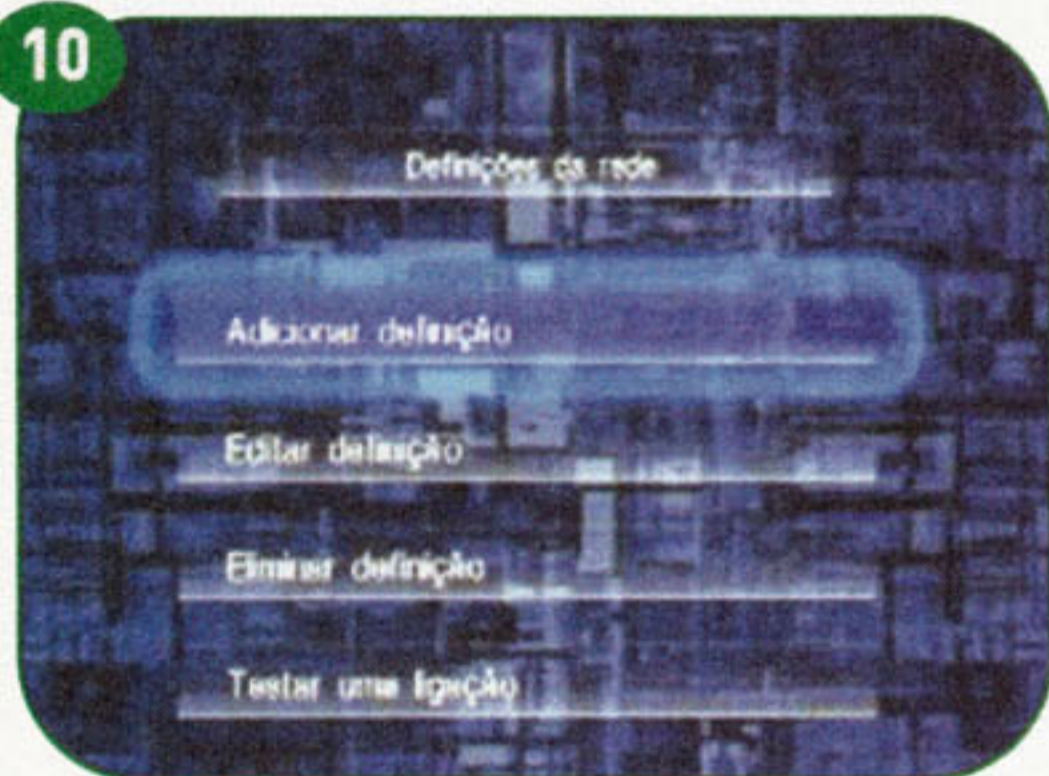 10
Definições da rede
Adicionar definição
Editar definição
Eliminar definição
Testar uma ligação